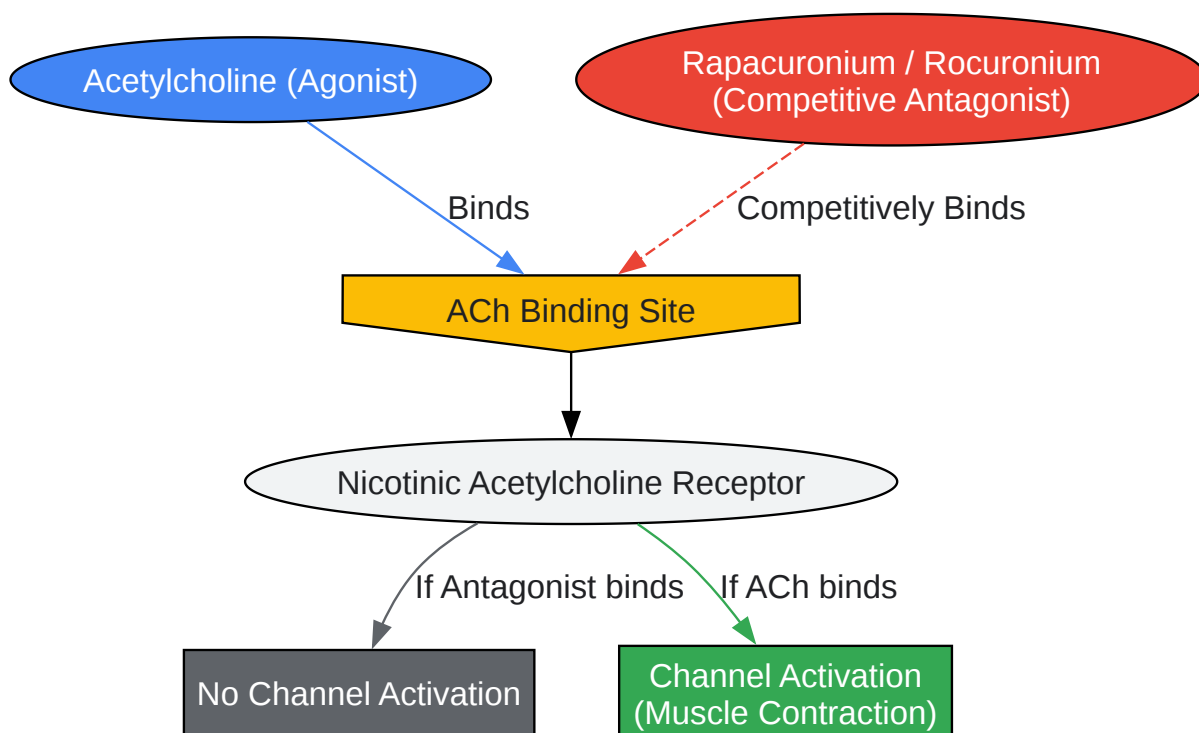 Acetylcholine (Agonist)
Rapacuronium / Rocuronium
(Competitive Antagonist)
Binds
Competitively Binds
ACh Binding Site
Nicotinic Acetylcholine Receptor
If Antagonist binds
If ACh binds
No Channel Activation
Channel Activation
(Muscle Contraction)